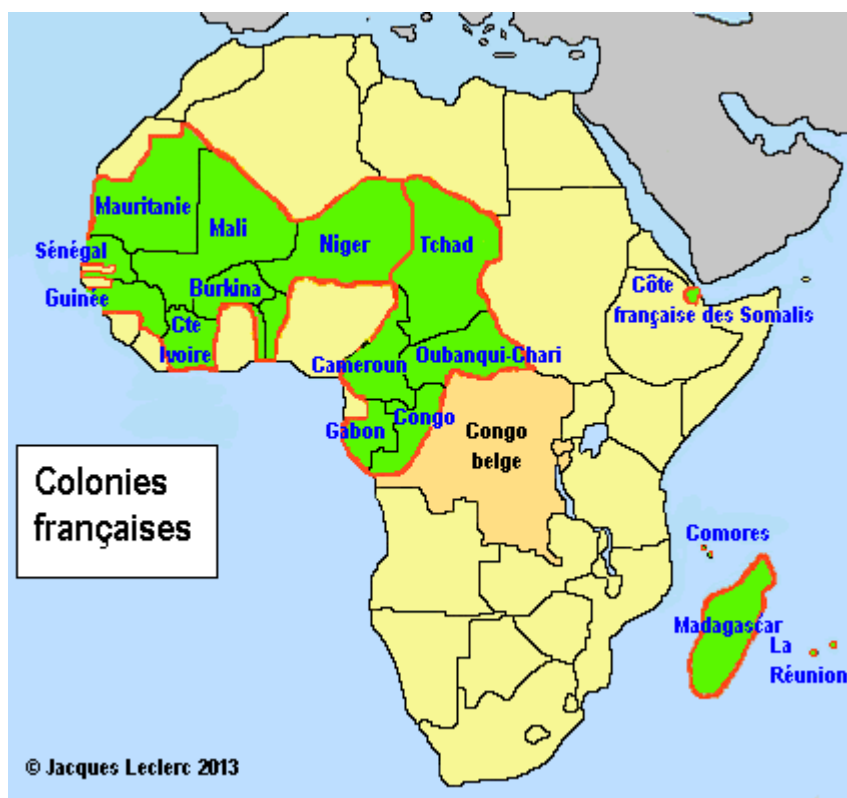 Mauritanie
Mali
Niger
Tchad
Sénégal
Guinée
Burkina
Cte
Ivoire
Côte
française des Somalis
Cameroun
Oubanqui-Chari
Gabon
Congo
Congo
belge
Colonies
françaises
Comores
Madagascar
La
Réunion
© Jacques Leclerc 2013